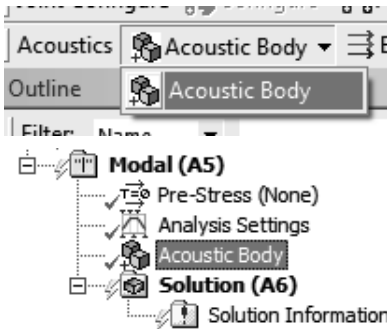 Acoustics Acoustic Body
Outline Acoustic Body
Filter: Name
Modal (A5)
Pre-Stress (None)
Analysis Settings
Acoustic Body
Solution (A6)
Solution Information